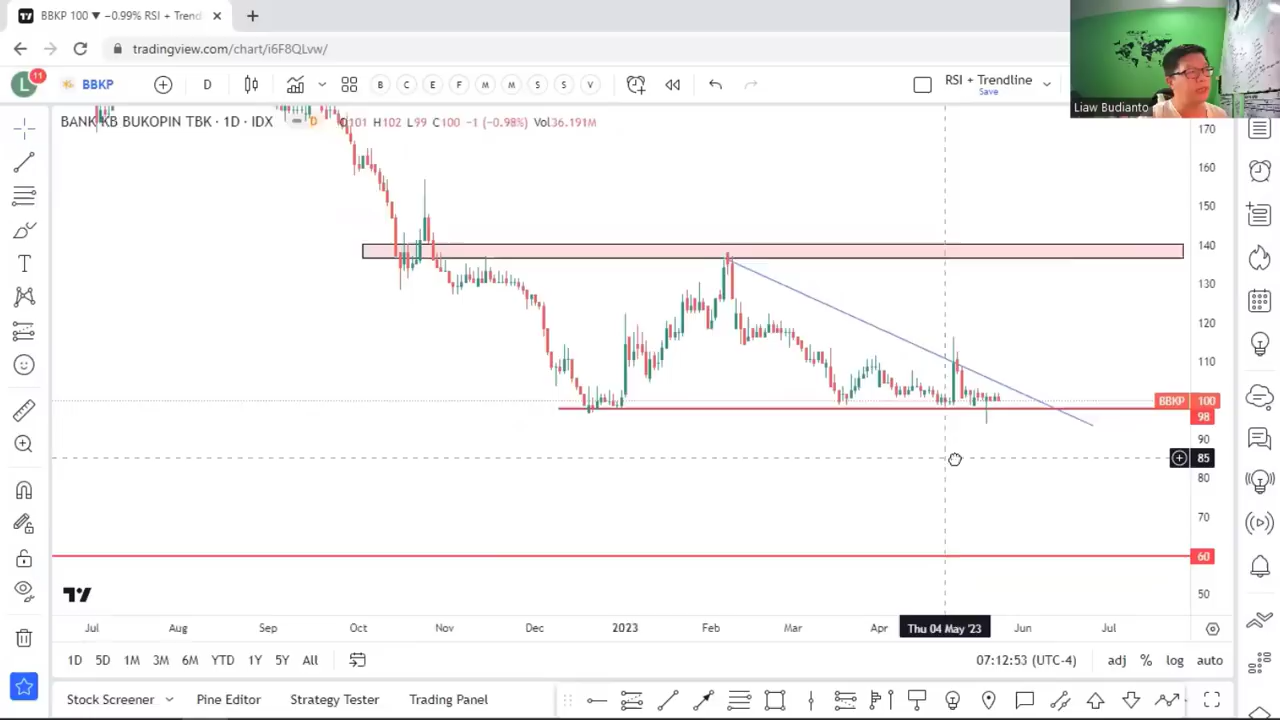 BBKP 100 ▼ −0.99% RSI + Trend
tradingview.com/chart/i6F8QLvw/
L 11 BBKP D B C E F M M S S V RSI + Trendline
Save
Liaw Budianto
BANK KB BUKOPIN TBK · 1D · IDX D O101 H102 L99 C100 −1 (−0.98%) Vol36.191M
170
160
150
140
130
120
110
BBKP 100
98
90
85
80
70
60
50
Jul Aug Sep Oct Nov Dec 2023 Feb Mar Apr Thu 04 May '23 Jun Jul
1D 5D 1M 3M 6M YTD 1Y 5Y All 07:12:53 (UTC-4) adj % log auto
Stock Screener Pine Editor Strategy Tester Trading Panel